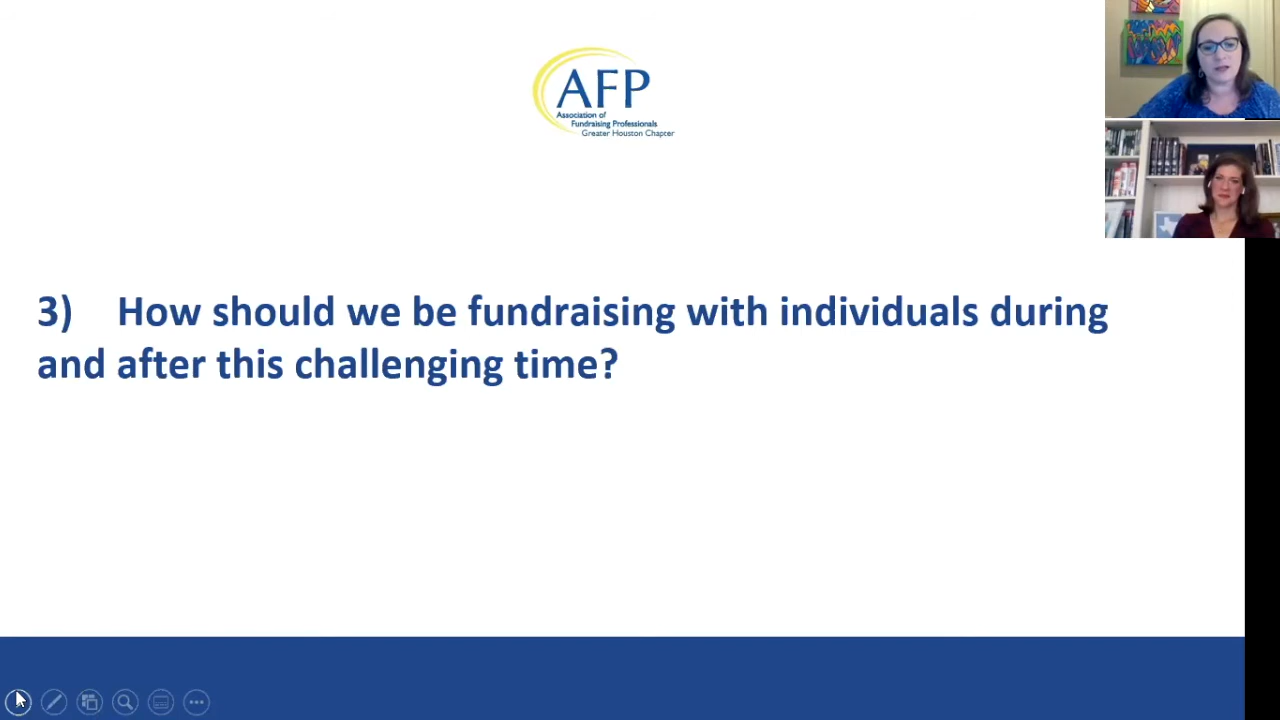 AFP
Association of
Fundraising Professionals
Greater Houston Chapter
3) How should we be fundraising with individuals during
and after this challenging time?